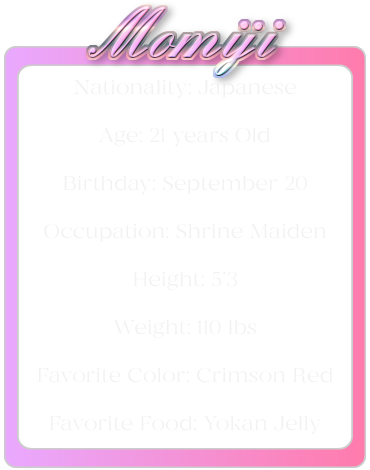 Momiji
Nationality: Japanese
Age: 21 years Old
Birthday: September 20
Occupation: Shrine Maiden
Height: 5'3
Weight: 110 lbs
Favorite Color: Crimson Red
Favorite Food: Yokan Jelly